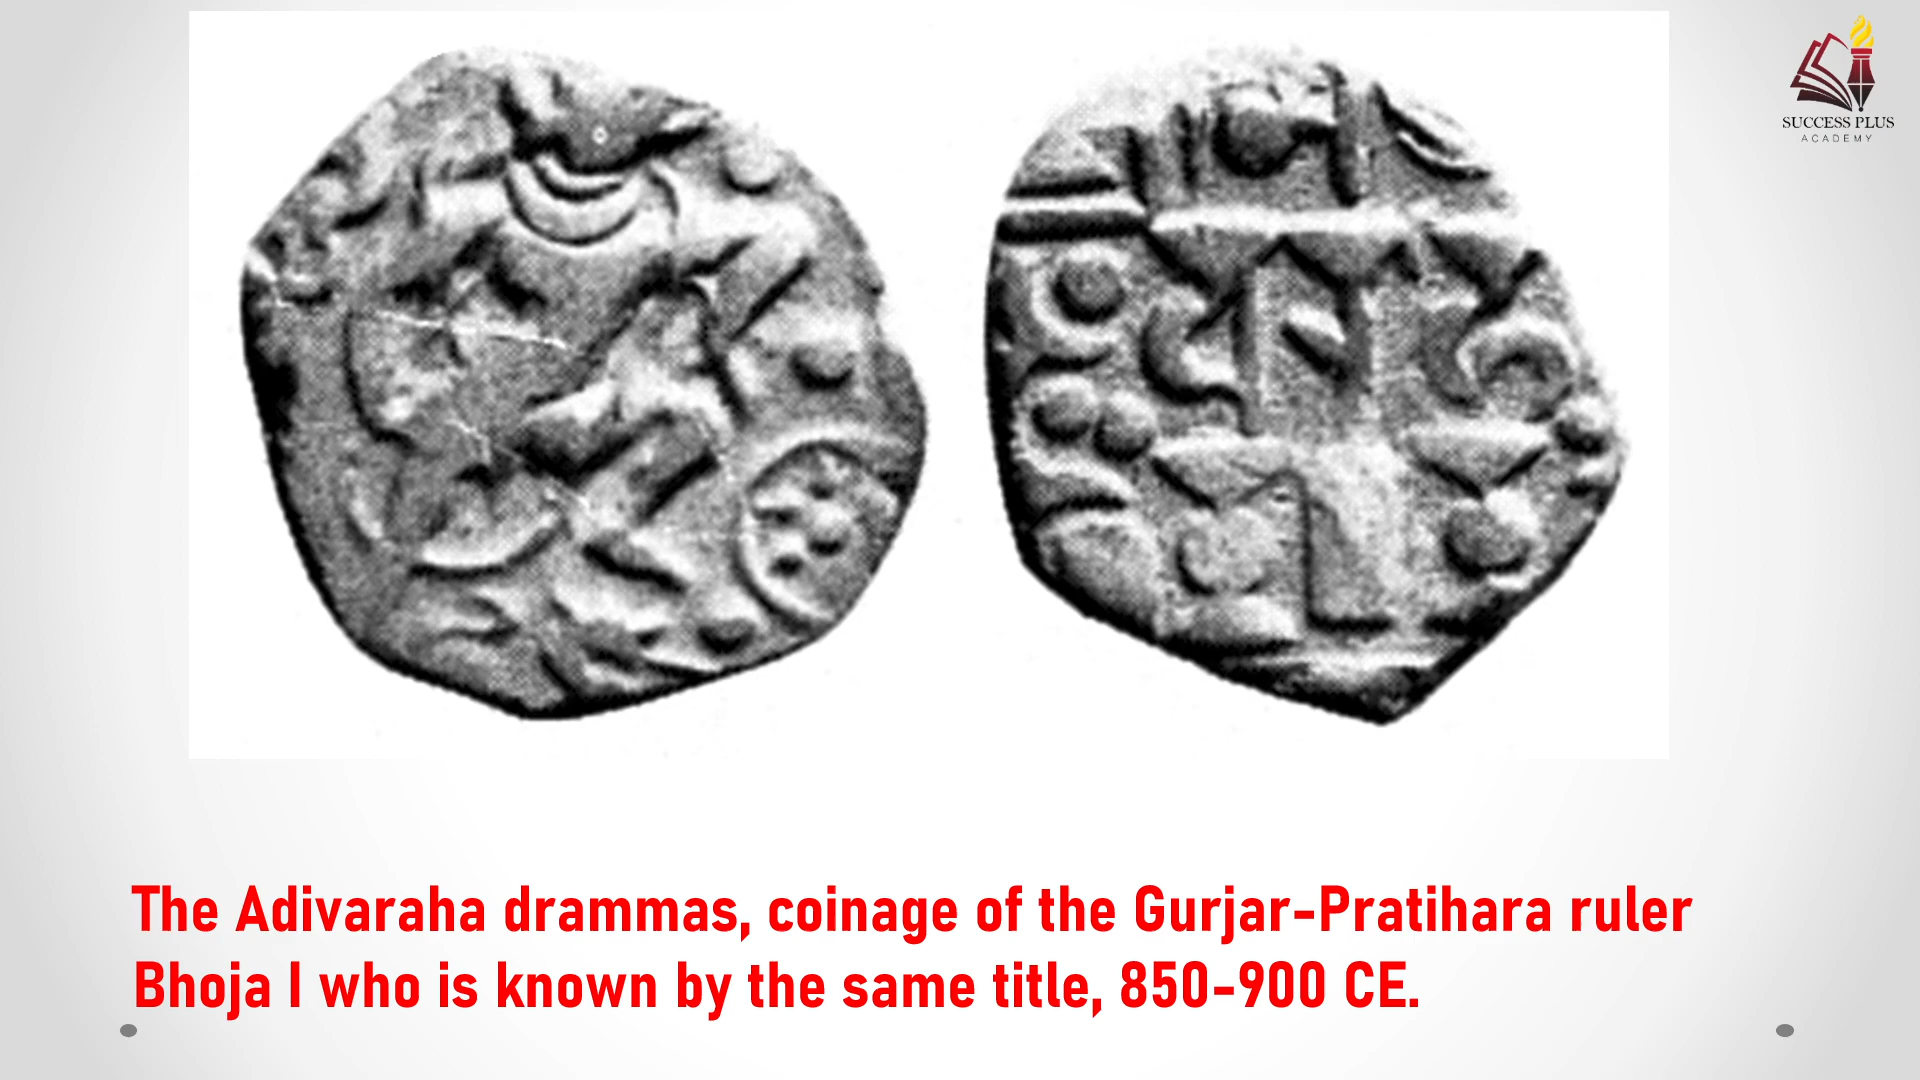 SUCCESS PLUS
ACADEMY
The Adivaraha drammas, coinage of the Gurjar-Pratihara ruler
Bhoja I who is known by the same title, 850-900 CE.